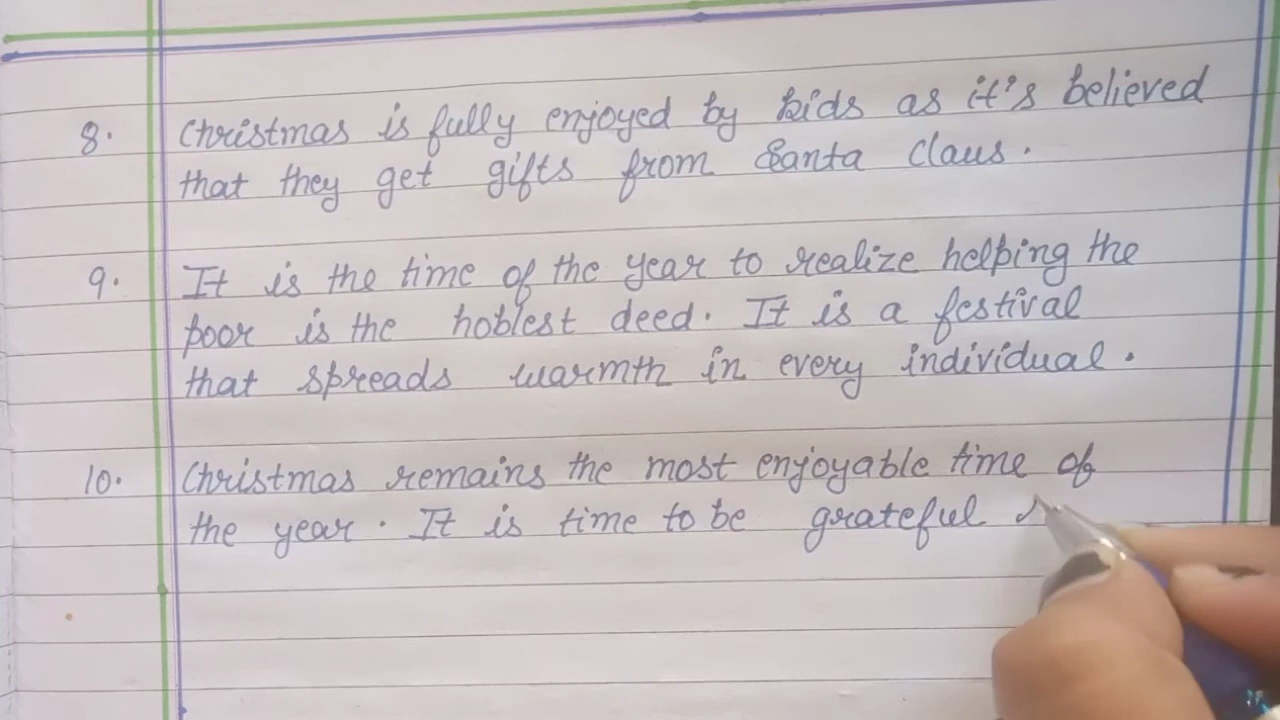 8. Christmas is fully enjoyed by kids as it's believed
that they get gifts from Santa Claus.
9. It is the time of the year to realize helping the
poor is the noblest deed. It is a festival
that spreads warmth in every individual.
10. Christmas remains the most enjoyable time of
the year. It is time to be grateful